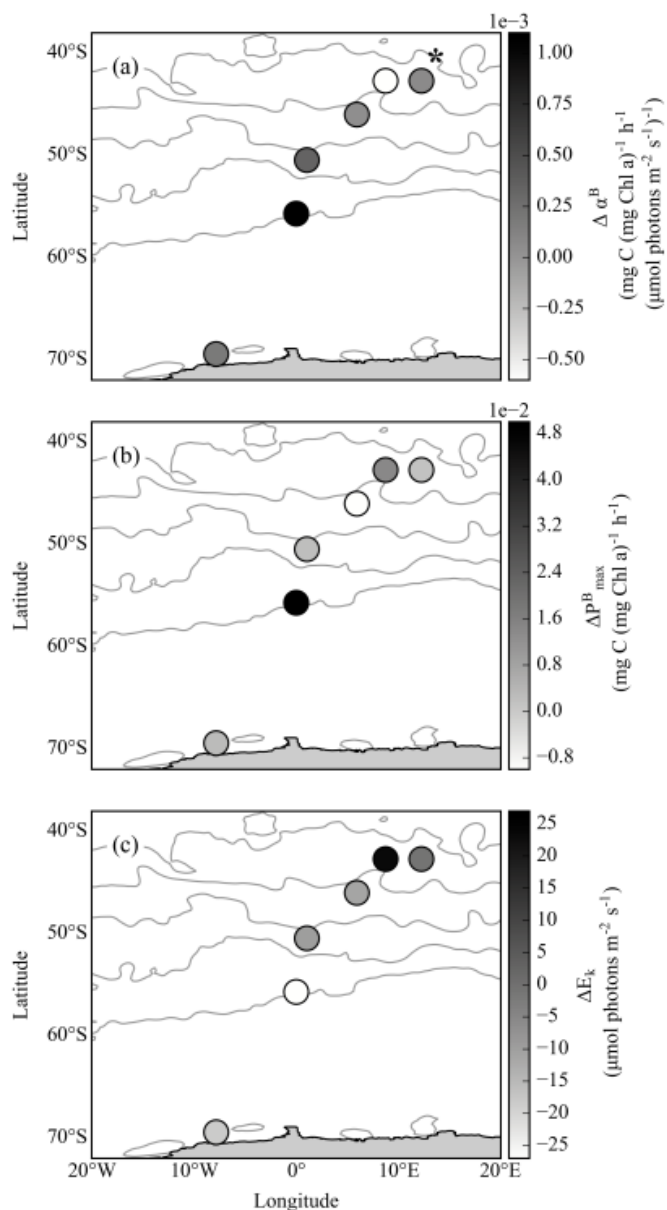 1e−3
40°S
(a)
*
1.00
0.75
50°S
0.50
Latitude
0.25
Δ α^B
(mg C (mg Chl a)⁻¹ h⁻¹
(μmol photons m⁻² s⁻¹)⁻¹)
60°S
0.00
−0.25
70°S
−0.50
1e−2
40°S
(b)
4.8
4.0
50°S
3.2
Latitude
2.4
ΔP^B_max
(mg C (mg Chl a)⁻¹ h⁻¹)
1.6
60°S
0.8
0.0
70°S
−0.8
40°S
(c)
25
20
15
50°S
10
5
Latitude
0
ΔE_k
(μmol photons m⁻² s⁻¹)
−5
60°S
−10
−15
−20
70°S
−25
20°W 10°W 0° 10°E 20°E
Longitude